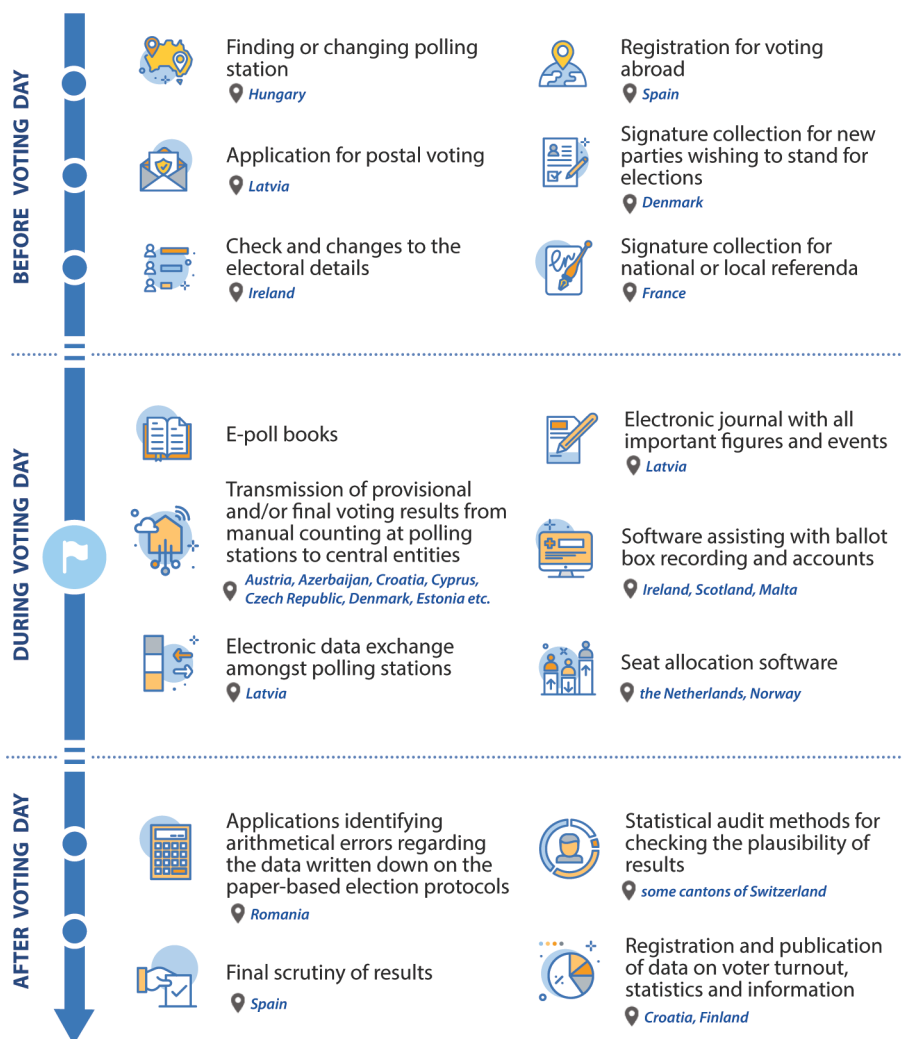 BEFORE VOTING DAY
Finding or changing polling
station
Hungary
Registration for voting
abroad
Spain
Application for postal voting
Latvia
Signature collection for new
parties wishing to stand for
elections
Denmark
Check and changes to the
electoral details
Ireland
Signature collection for
national or local referenda
France
DURING VOTING DAY
E-poll books
Electronic journal with all
important figures and events
Latvia
Transmission of provisional
and/or final voting results from
manual counting at polling
stations to central entities
Austria, Azerbaijan, Croatia, Cyprus,
Czech Republic, Denmark, Estonia etc.
Software assisting with ballot
box recording and accounts
Ireland, Scotland, Malta
Electronic data exchange
amongst polling stations
Latvia
Seat allocation software
the Netherlands, Norway
AFTER VOTING DAY
Applications identifying
arithmetical errors regarding
the data written down on the
paper-based election protocols
Romania
Statistical audit methods for
checking the plausibility of
results
some cantons of Switzerland
Final scrutiny of results
Spain
Registration and publication
of data on voter turnout,
statistics and information
Croatia, Finland